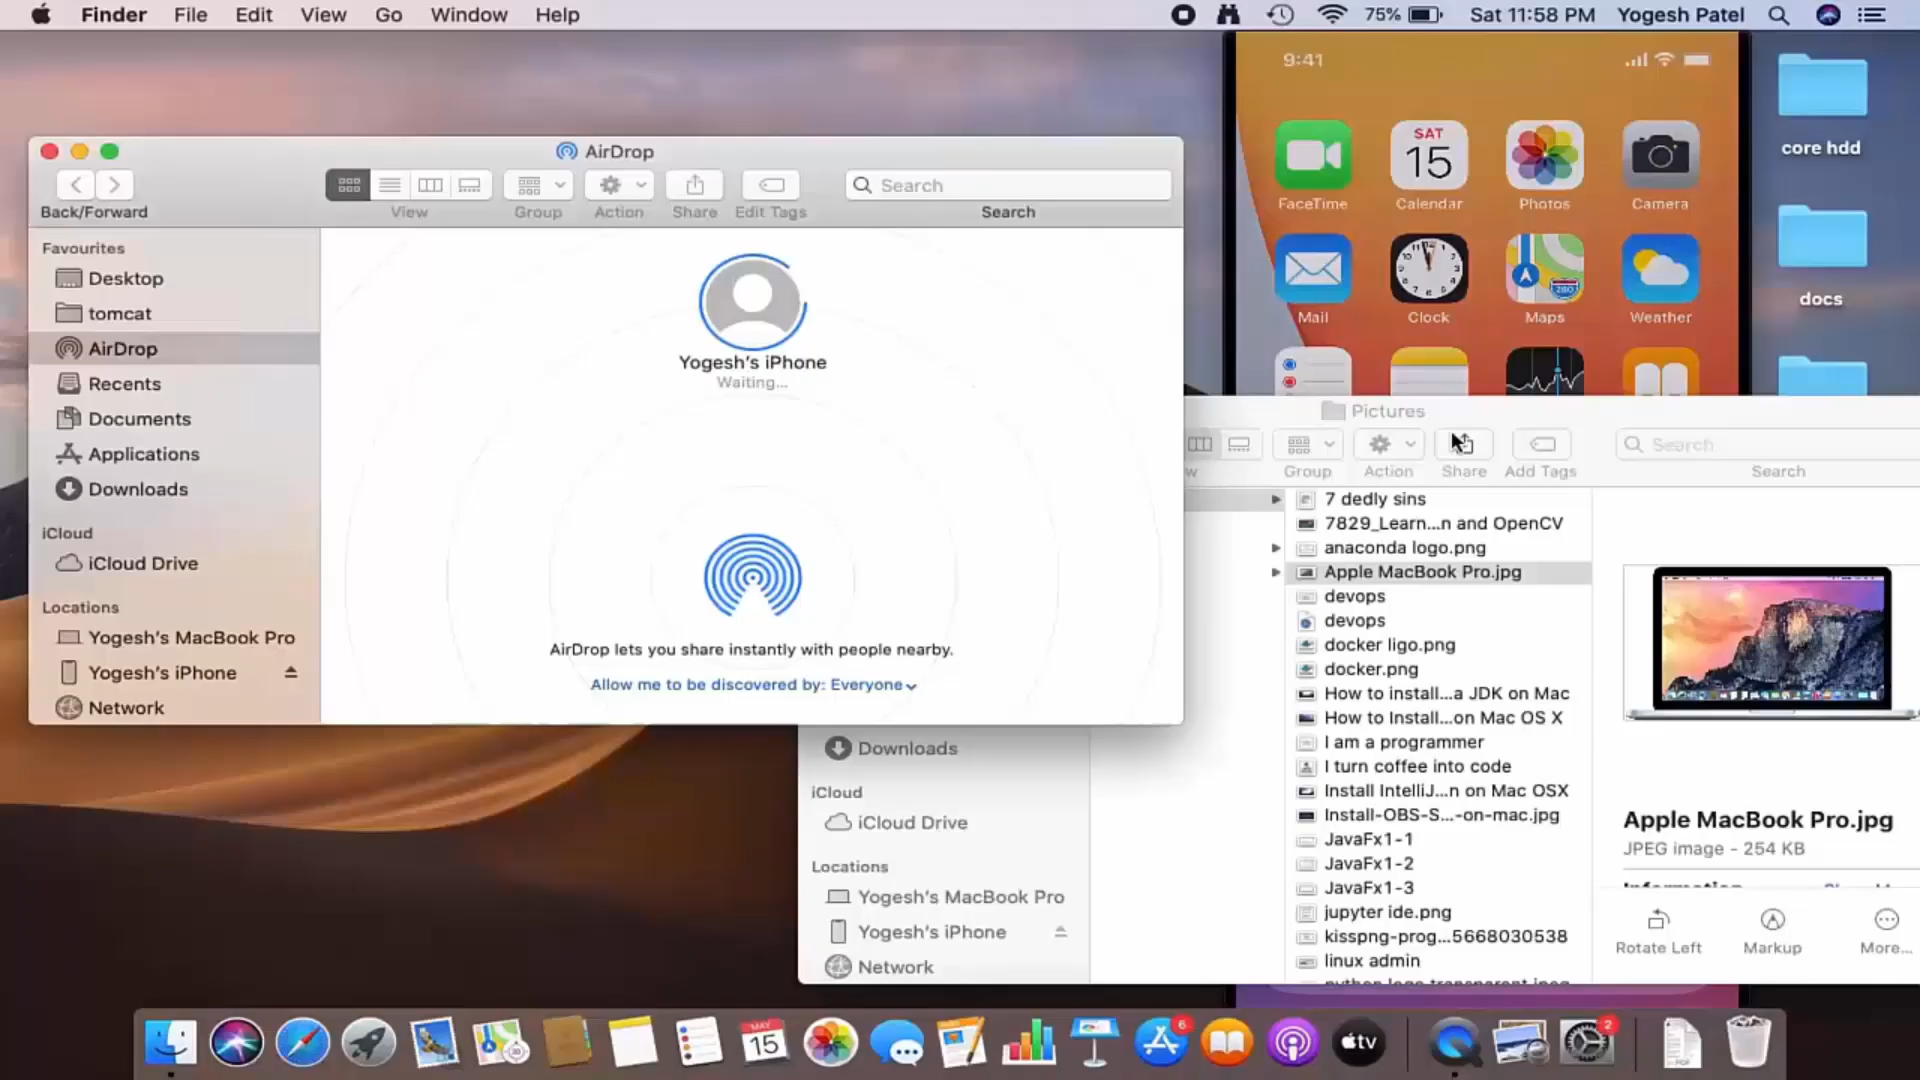 Finder File Edit View Go Window Help
75% Sat 11:58 PM Yogesh Patel
AirDrop
Back/Forward
View
Group
Action
Share
Edit Tags
Search
Search
Favourites
Desktop
tomcat
AirDrop
Recents
Documents
Applications
Downloads
iCloud
iCloud Drive
Locations
Yogesh's MacBook Pro
Yogesh's iPhone
Network
Yogesh's iPhone
Waiting...
AirDrop lets you share instantly with people nearby.
Allow me to be discovered by: Everyone
9:41
SAT
15
FaceTime
Calendar
Photos
Camera
Mail
Clock
Maps
Weather
280
core hdd
docs
Pictures
w
Group
Action
Share
Add Tags
Search
Search
7 dedly sins
7829_Learn...n and OpenCV
anaconda logo.png
Apple MacBook Pro.jpg
devops
devops
docker ligo.png
docker.png
How to install...a JDK on Mac
How to Install...on Mac OS X
I am a programmer
I turn coffee into code
Install IntelliJ...n on Mac OSX
Install-OBS-S...-on-mac.jpg
JavaFx1-1
JavaFx1-2
JavaFx1-3
jupyter ide.png
kisspng-prog...5668030538
linux admin
Apple MacBook Pro.jpg
JPEG image - 254 KB
Rotate Left
Markup
More...
Downloads
iCloud
iCloud Drive
Locations
Yogesh's MacBook Pro
Yogesh's iPhone
Network
MAY
15
6
tv
2